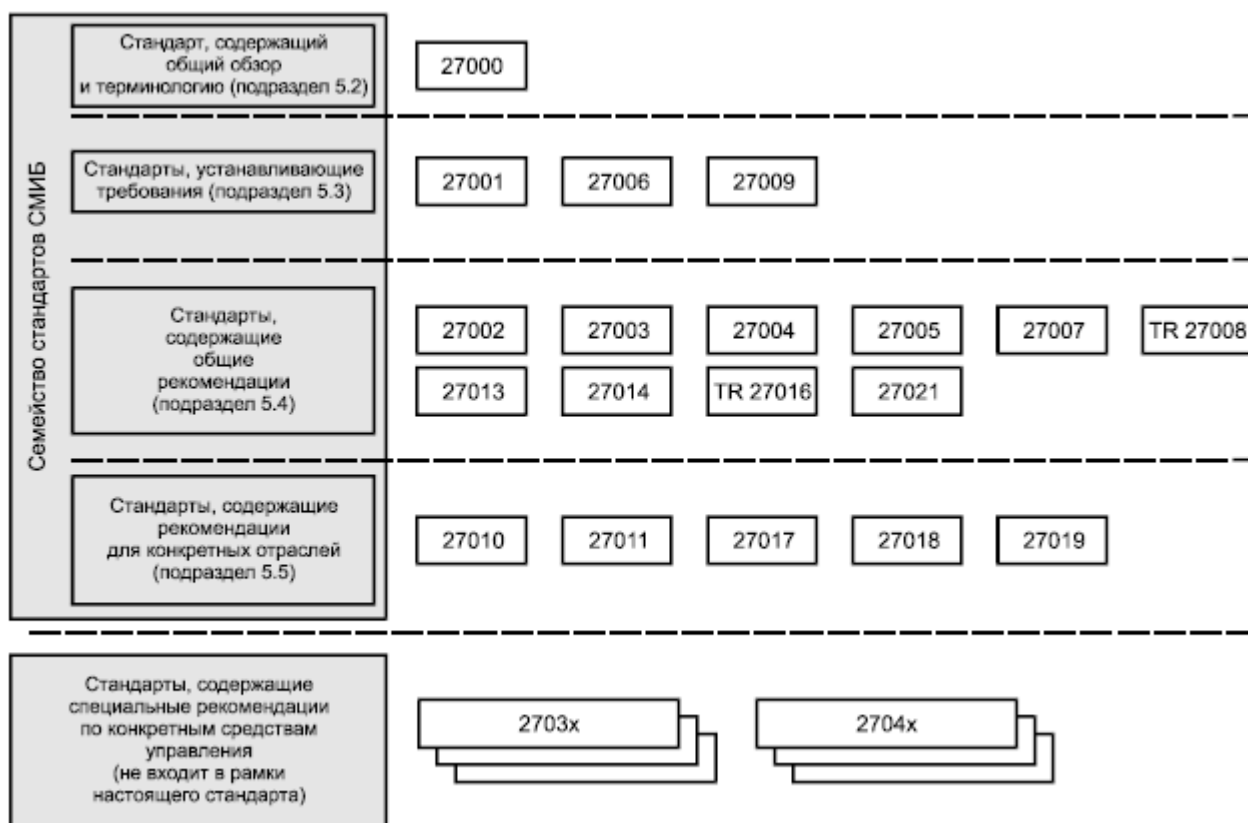 Семейство стандартов СМИБ
Стандарт, содержащий
общий обзор
и терминологию (подраздел 5.2)
27000
Стандарты, устанавливающие
требования (подраздел 5.3)
27001 27006 27009
Стандарты,
содержащие
общие
рекомендации
(подраздел 5.4)
27002 27003 27004 27005 27007 TR 27008
27013 27014 TR 27016 27021
Стандарты, содержащие
рекомендации
для конкретных отраслей
(подраздел 5.5)
27010 27011 27017 27018 27019
Стандарты, содержащие
специальные рекомендации
по конкретным средствам
управления
(не входит в рамки
настоящего стандарта)
2703x 2704x